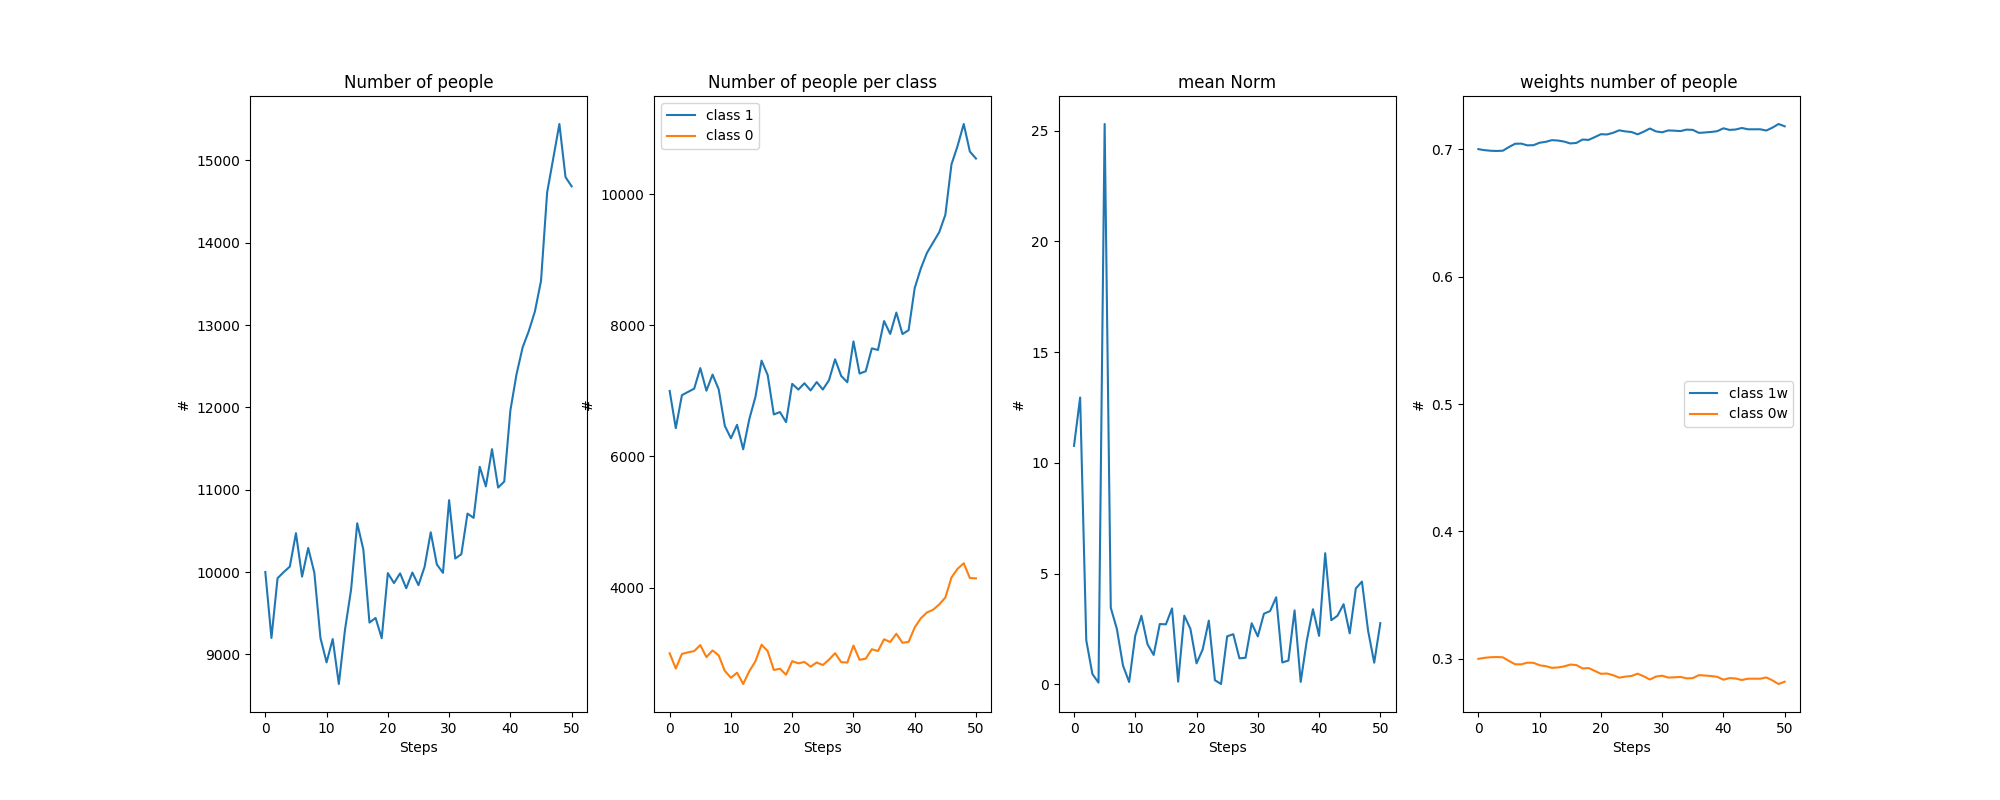 Number of people
15000
14000
13000
12000
11000
10000
9000
#
0 10 20 30 40 50
Steps
Number of people per class
class 1
class 0
10000
8000
6000
4000
#
0 10 20 30 40 50
Steps
mean Norm
25
20
15
10
5
0
#
0 10 20 30 40 50
Steps
weights number of people
0.7
0.6
0.5
0.4
0.3
#
class 1w
class 0w
0 10 20 30 40 50
Steps